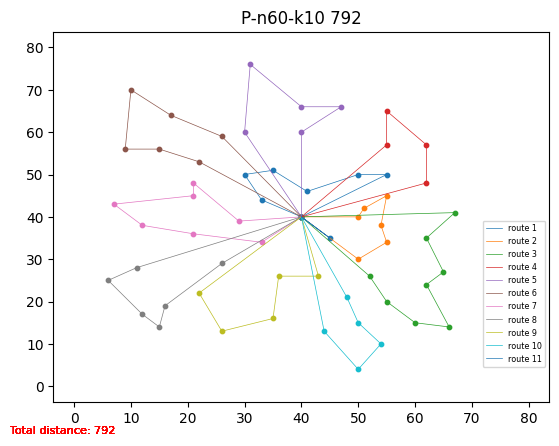 P-n60-k10 792
80
70
60
50
40
30
20
10
0
route 1
route 2
route 3
route 4
route 5
route 6
route 7
route 8
route 9
route 10
route 11
0 10 20 30 40 50 60 70 80
Total distance: 792